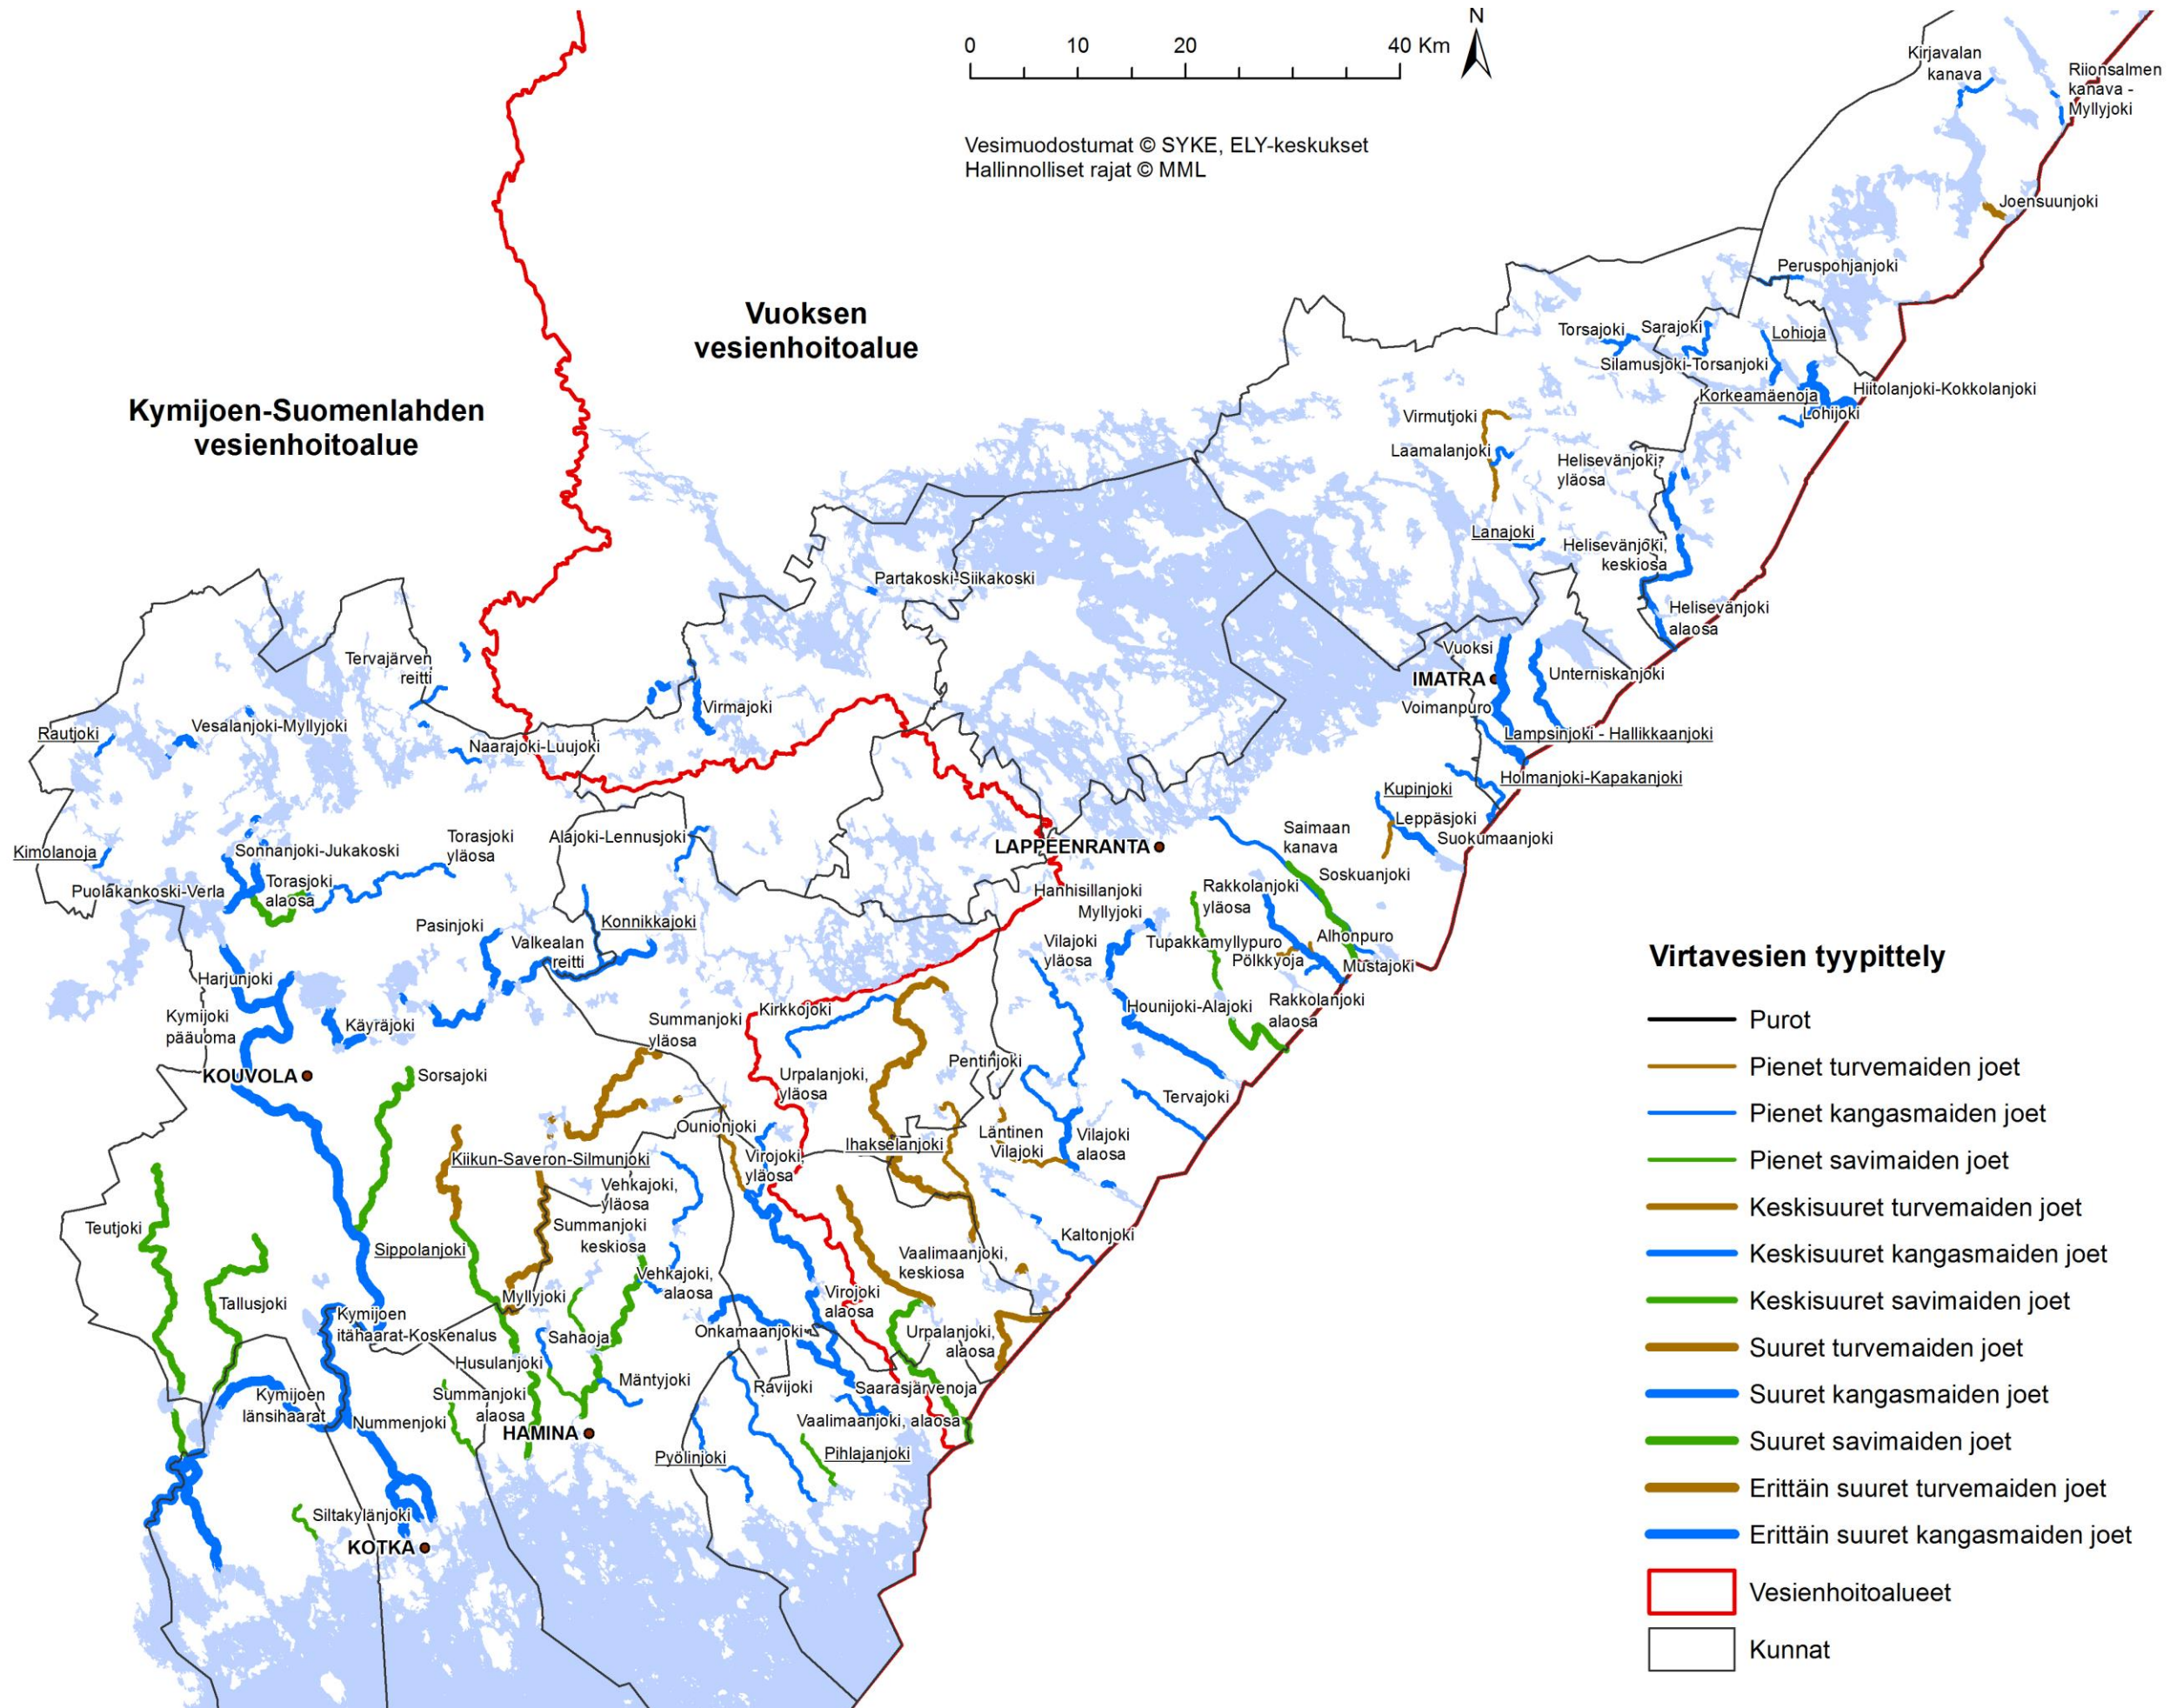 N
0
10
20
40 Km
Vesimuodostumat © SYKE, ELY-keskukset
Hallinnolliset rajat © MML
Kirjavalan
kanava
Riionsalmen
kanava -
Myllyjoki
Joensuunjoki
Peruspohjanjoki
Vuoksen
vesienhoitoalue
Kymijoen-Suomenlahden
vesienhoitoalue
Torsajoki
Sarajoki
Lohioja
Silamusjoki-Torsanjoki
Korkeamäenoja
Hiitolanjoki-Kokkolanjoki
Lohijoki
Virmutjoki
Laamalanjoki
Helisevänjoki,
yläosa
Lanajoki
Helisevänjoki,
keskiosa
Helisevänjoki
alaosa
Partakoski-Siikakoski
Vuoksi
IMATRA
Unterniskanjoki
Voimanpuro
Lampsinjoki - Hallikkaanjoki
Holmanjoki-Kapakanjoki
Kupinjoki
Leppäsjoki
Suokumaanjoki
Tervajärven
reitti
Virmajoki
Rautjoki
Vesalanjoki-Myllyjoki
Naarajoki-Luujoki
Kimolanoja
Sonnanjoki-Jukakoski
Torasjoki
yläosa
Alajoki-Lennusjoki
Puolakankoski-Verla
Torasjoki
alaosa
LAPPEENRANTA
Saimaan
kanava
Soskuanjoki
Hanhisillanjoki
Myllyjoki
Rakkolanjoki
yläosa
Pasinjoki
Konnikkajoki
Valkealan
reitti
Vilajoki
yläosa
Tupakkamyllypuro
Pölkkyoja
Alhonpuro
Mustajoki
Harjunjoki
Kymijoki
pääuoma
Käyräjoki
Summanjoki
yläosa
Kirkkojoki
Hounijoki-Alajoki
Rakkolanjoki
alaosa
KOUVOLA
Sorsajoki
Urpalanjoki,
yläosa
Pentinjoki
Tervajoki
Ounionjoki
Ihakselanjoki
Läntinen
Vilajoki
Vilajoki
alaosa
Kiikun-Saveron-Silmunjoki
Virojoki,
yläosa
Vehkajoki,
yläosa
Teutjoki
Sippolanjoki
Summanjoki
keskiosa
Vaalimaanjoki,
keskiosa
Kaltonjoki
Tallusjoki
Myllyjoki
Vehkajoki,
alaosa
Virojoki
alaosa
Kymijoen
itähaarat-Koskenalus
Sahaoja
Onkamaanjoki
Urpalanjoki,
alaosa
Husulanjoki
Kymijoen
länsihaarat
Summanjoki
alaosa
Mäntyjoki
Ravijoki
Saarasjärvenoja
Nummenjoki
HAMINA
Vaalimaanjoki, alaosa
Pyölinjoki
Pihlajanjoki
Siltakylänjoki
KOTKA
Virtavesien tyypittely
Purot
Pienet turvemaiden joet
Pienet kangasmaiden joet
Pienet savimaiden joet
Keskisuuret turvemaiden joet
Keskisuuret kangasmaiden joet
Keskisuuret savimaiden joet
Suuret turvemaiden joet
Suuret kangasmaiden joet
Suuret savimaiden joet
Erittäin suuret turvemaiden joet
Erittäin suuret kangasmaiden joet
Vesienhoitoalueet
Kunnat